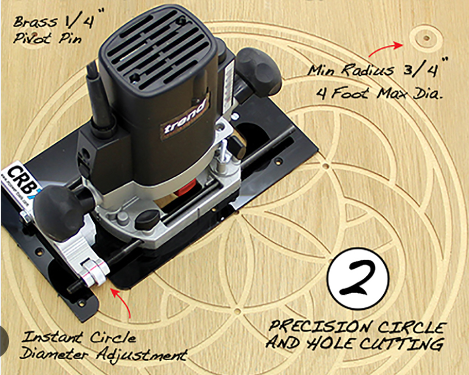 Brass 1/4"
Pivot Pin
Min Radius 3/4"
4 Foot Max Dia.
trend
CRB
2
PRECISION CIRCLE
AND HOLE CUTTING
Instant Circle
Diameter Adjustment